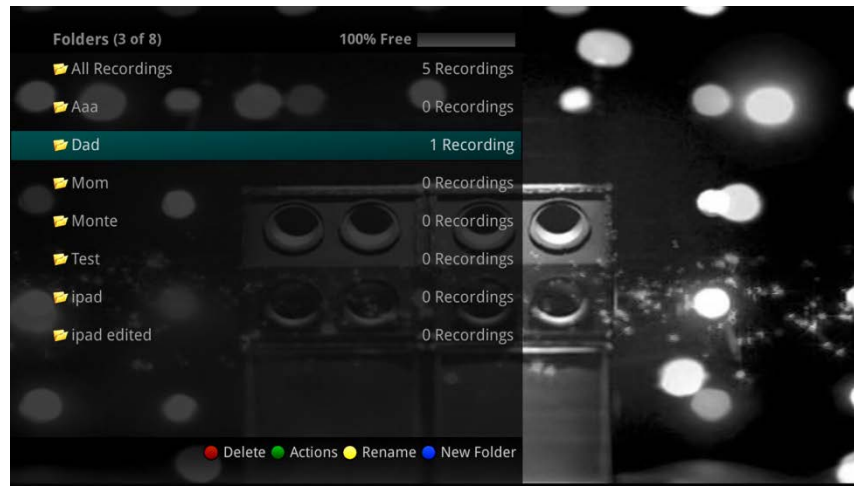 Folders (3 of 8) 100% Free
All Recordings 5 Recordings
Aaa 0 Recordings
Dad 1 Recording
Mom 0 Recordings
Monte 0 Recordings
Test 0 Recordings
ipad 0 Recordings
ipad edited 0 Recordings
Delete Actions Rename New Folder